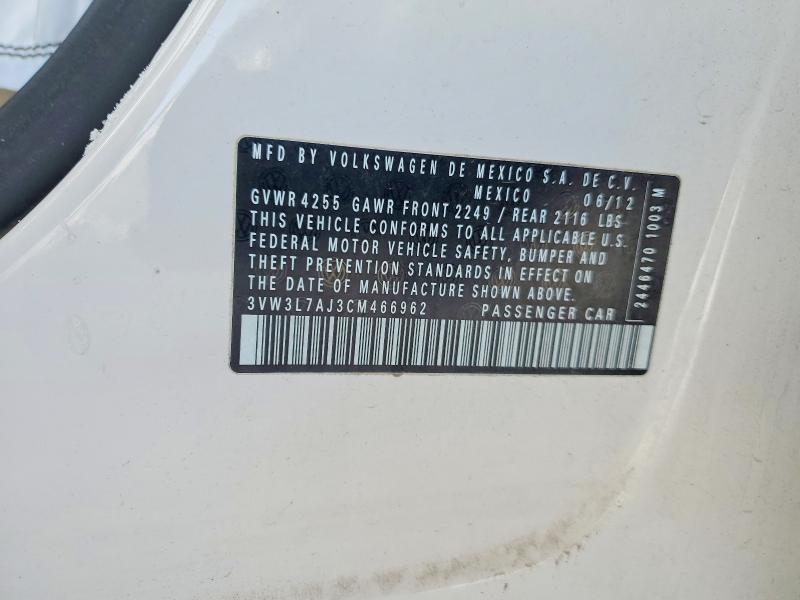 MFD BY VOLKSWAGEN DE MEXICO S.A. DE C.V.
MEXICO 06/12
GVWR 4255 GAWR FRONT 2249 / REAR 2116 LBS
THIS VEHICLE CONFORMS TO ALL APPLICABLE U.S.
FEDERAL MOTOR VEHICLE SAFETY, BUMPER AND
THEFT PREVENTION STANDARDS IN EFFECT ON
THE DATE OF MANUFACTURE SHOWN ABOVE.
3VW3L7AJ3CM466962 PASSENGER CAR
2446470 1003 M